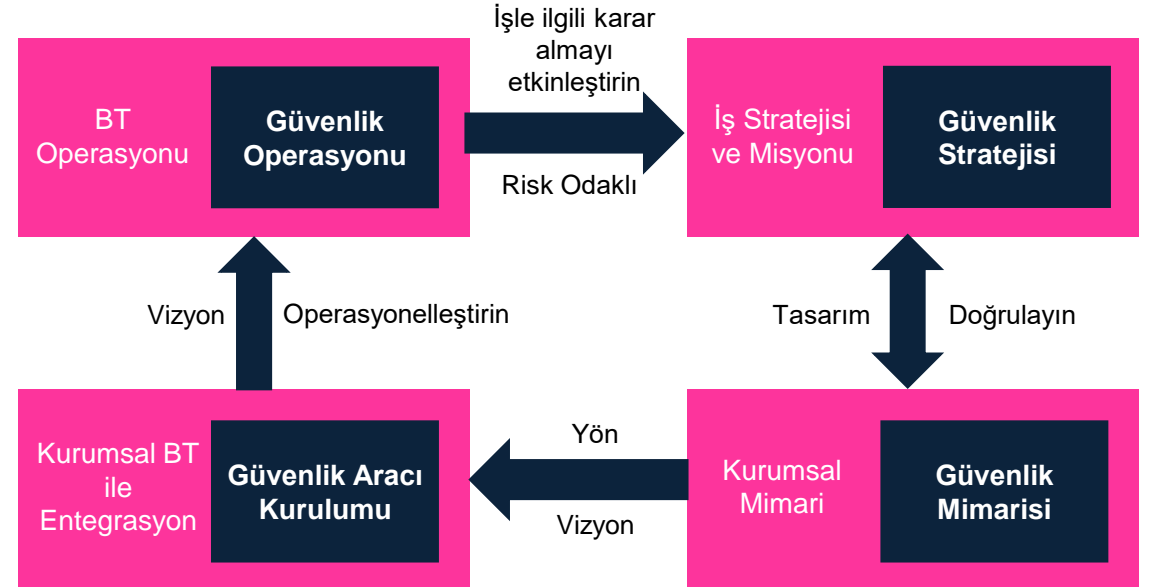 İşle ilgili karar
almayı
etkinleştirin
BT
Operasyonu
Güvenlik
Operasyonu
Risk Odaklı
İş Stratejisi
ve Misyonu
Güvenlik
Stratejisi
Vizyon
Operasyonelleştirin
Tasarım
Doğrulayın
Kurumsal BT
ile
Entegrasyon
Güvenlik Aracı
Kurulumu
Yön
Vizyon
Kurumsal
Mimari
Güvenlik
Mimarisi